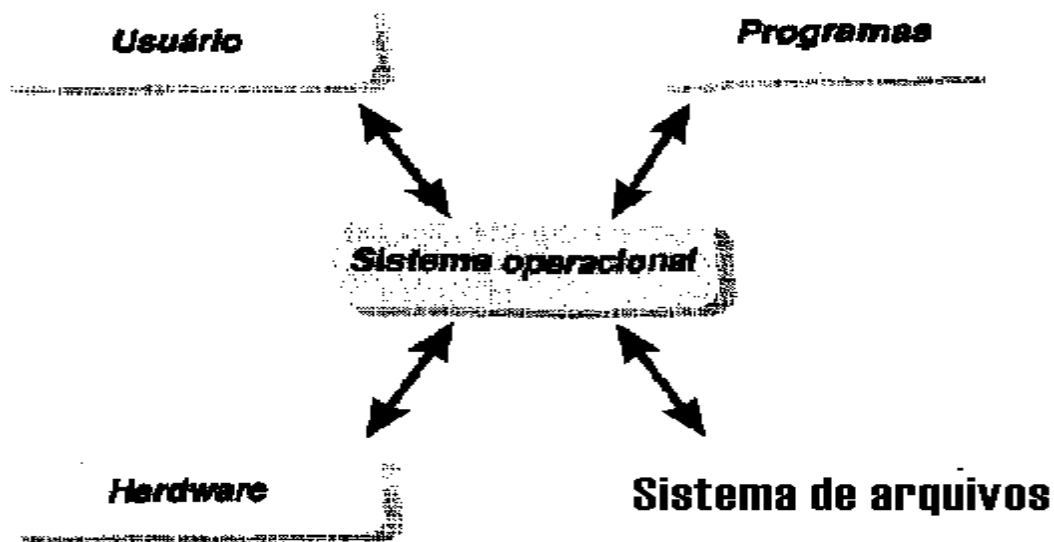 Usuário
Programas
Sistema operacional
Hardware
Sistema de arquivos